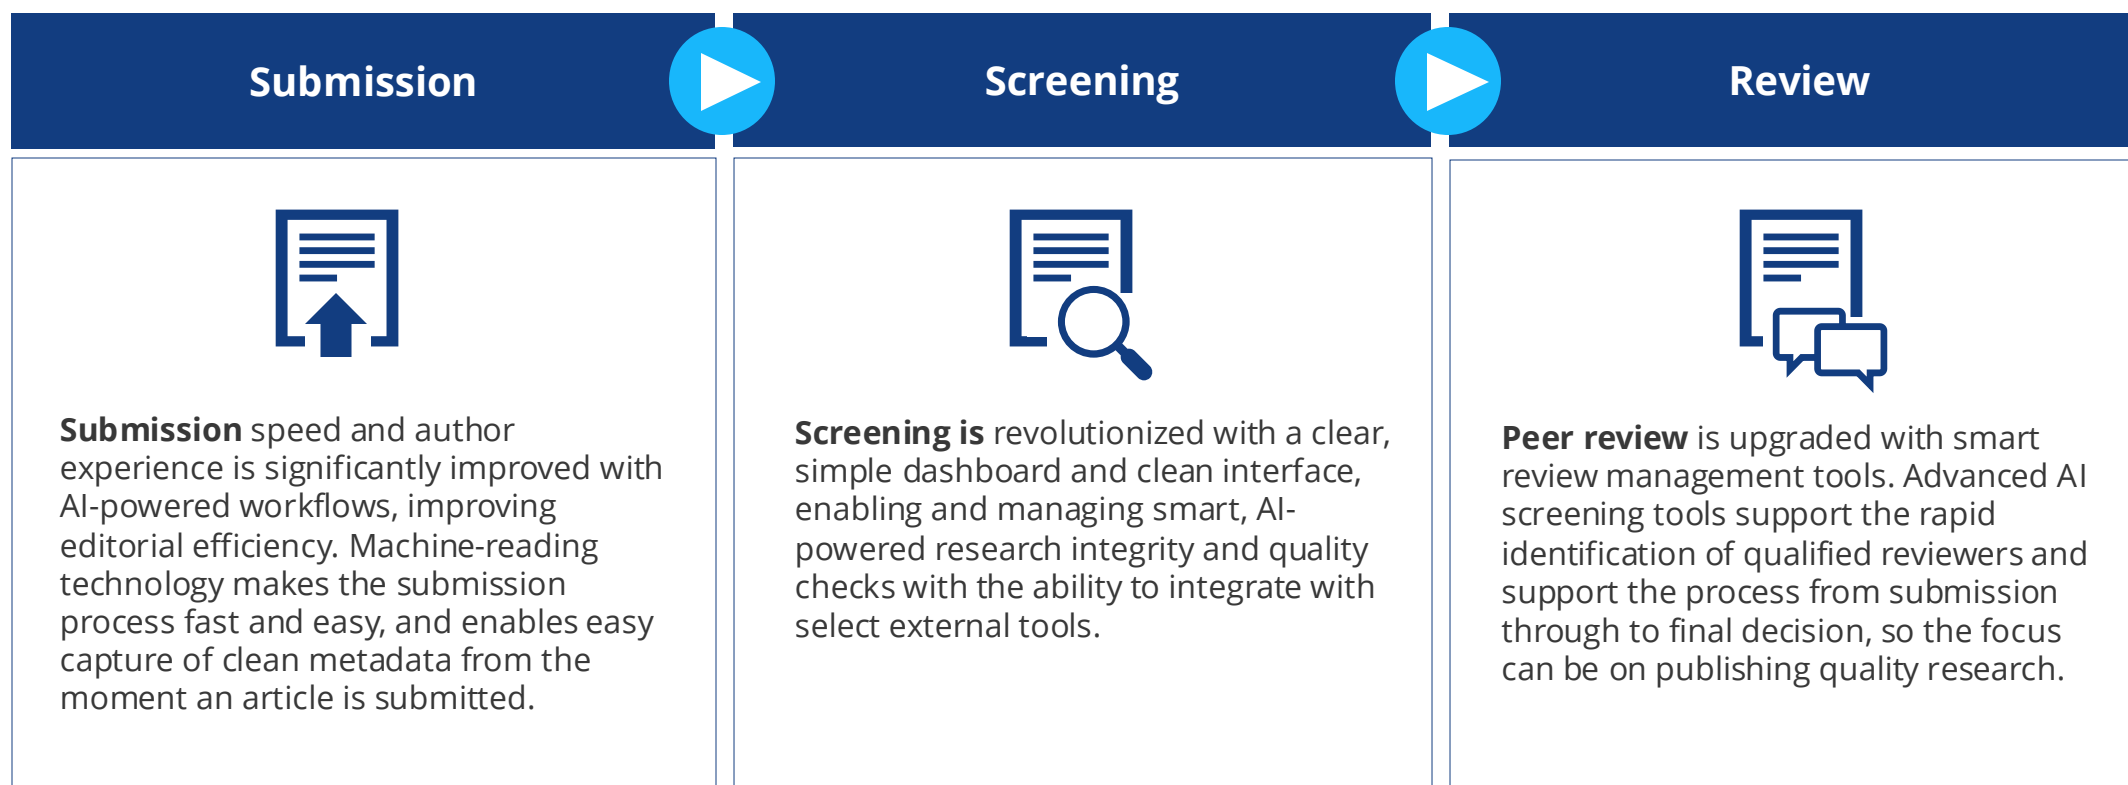 Submission
Screening
Review
Submission speed and author
experience is significantly improved with
AI-powered workflows, improving
editorial efficiency. Machine-reading
technology makes the submission
process fast and easy, and enables easy
capture of clean metadata from the
moment an article is submitted.
Screening is revolutionized with a clear,
simple dashboard and clean interface,
enabling and managing smart, AI-
powered research integrity and quality
checks with the ability to integrate with
select external tools.
Peer review is upgraded with smart
review management tools. Advanced AI
screening tools support the rapid
identification of qualified reviewers and
support the process from submission
through to final decision, so the focus
can be on publishing quality research.